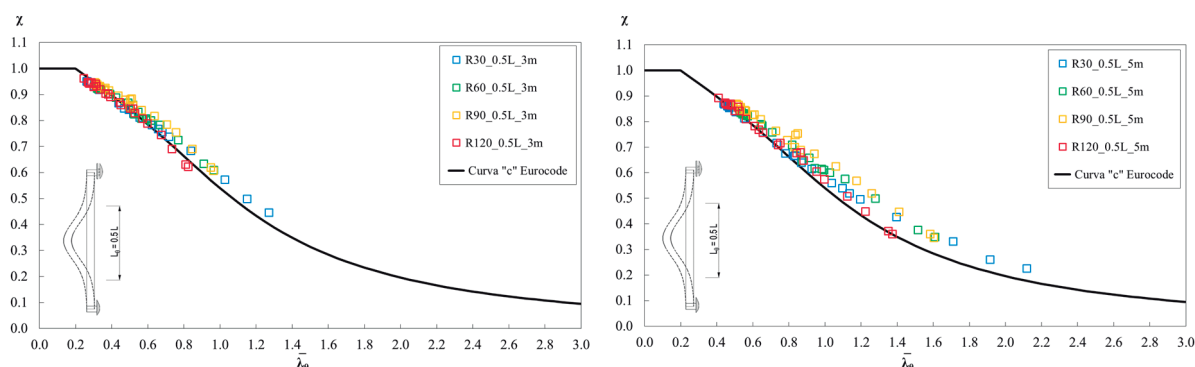 χ
1.1
1.0
0.9
0.8
0.7
0.6
0.5
0.4
0.3
0.2
0.1
0.0
0.0 0.2 0.4 0.6 0.8 1.0 1.2 1.4 1.6 1.8 2.0 2.2 2.4 2.6 2.8 3.0
R30_0.5L_3m
R60_0.5L_3m
R90_0.5L_3m
R120_0.5L_3m
Curva "c" Eurocode
L = 0.5 L
χ
1.1
1.0
0.9
0.8
0.7
0.6
0.5
0.4
0.3
0.2
0.1
0.0
0.0 0.2 0.4 0.6 0.8 1.0 1.2 1.4 1.6 1.8 2.0 2.2 2.4 2.6 2.8 3.0
R30_0.5L_5m
R60_0.5L_5m
R90_0.5L_5m
R120_0.5L_5m
Curva "c" Eurocode
L = 0.5 L